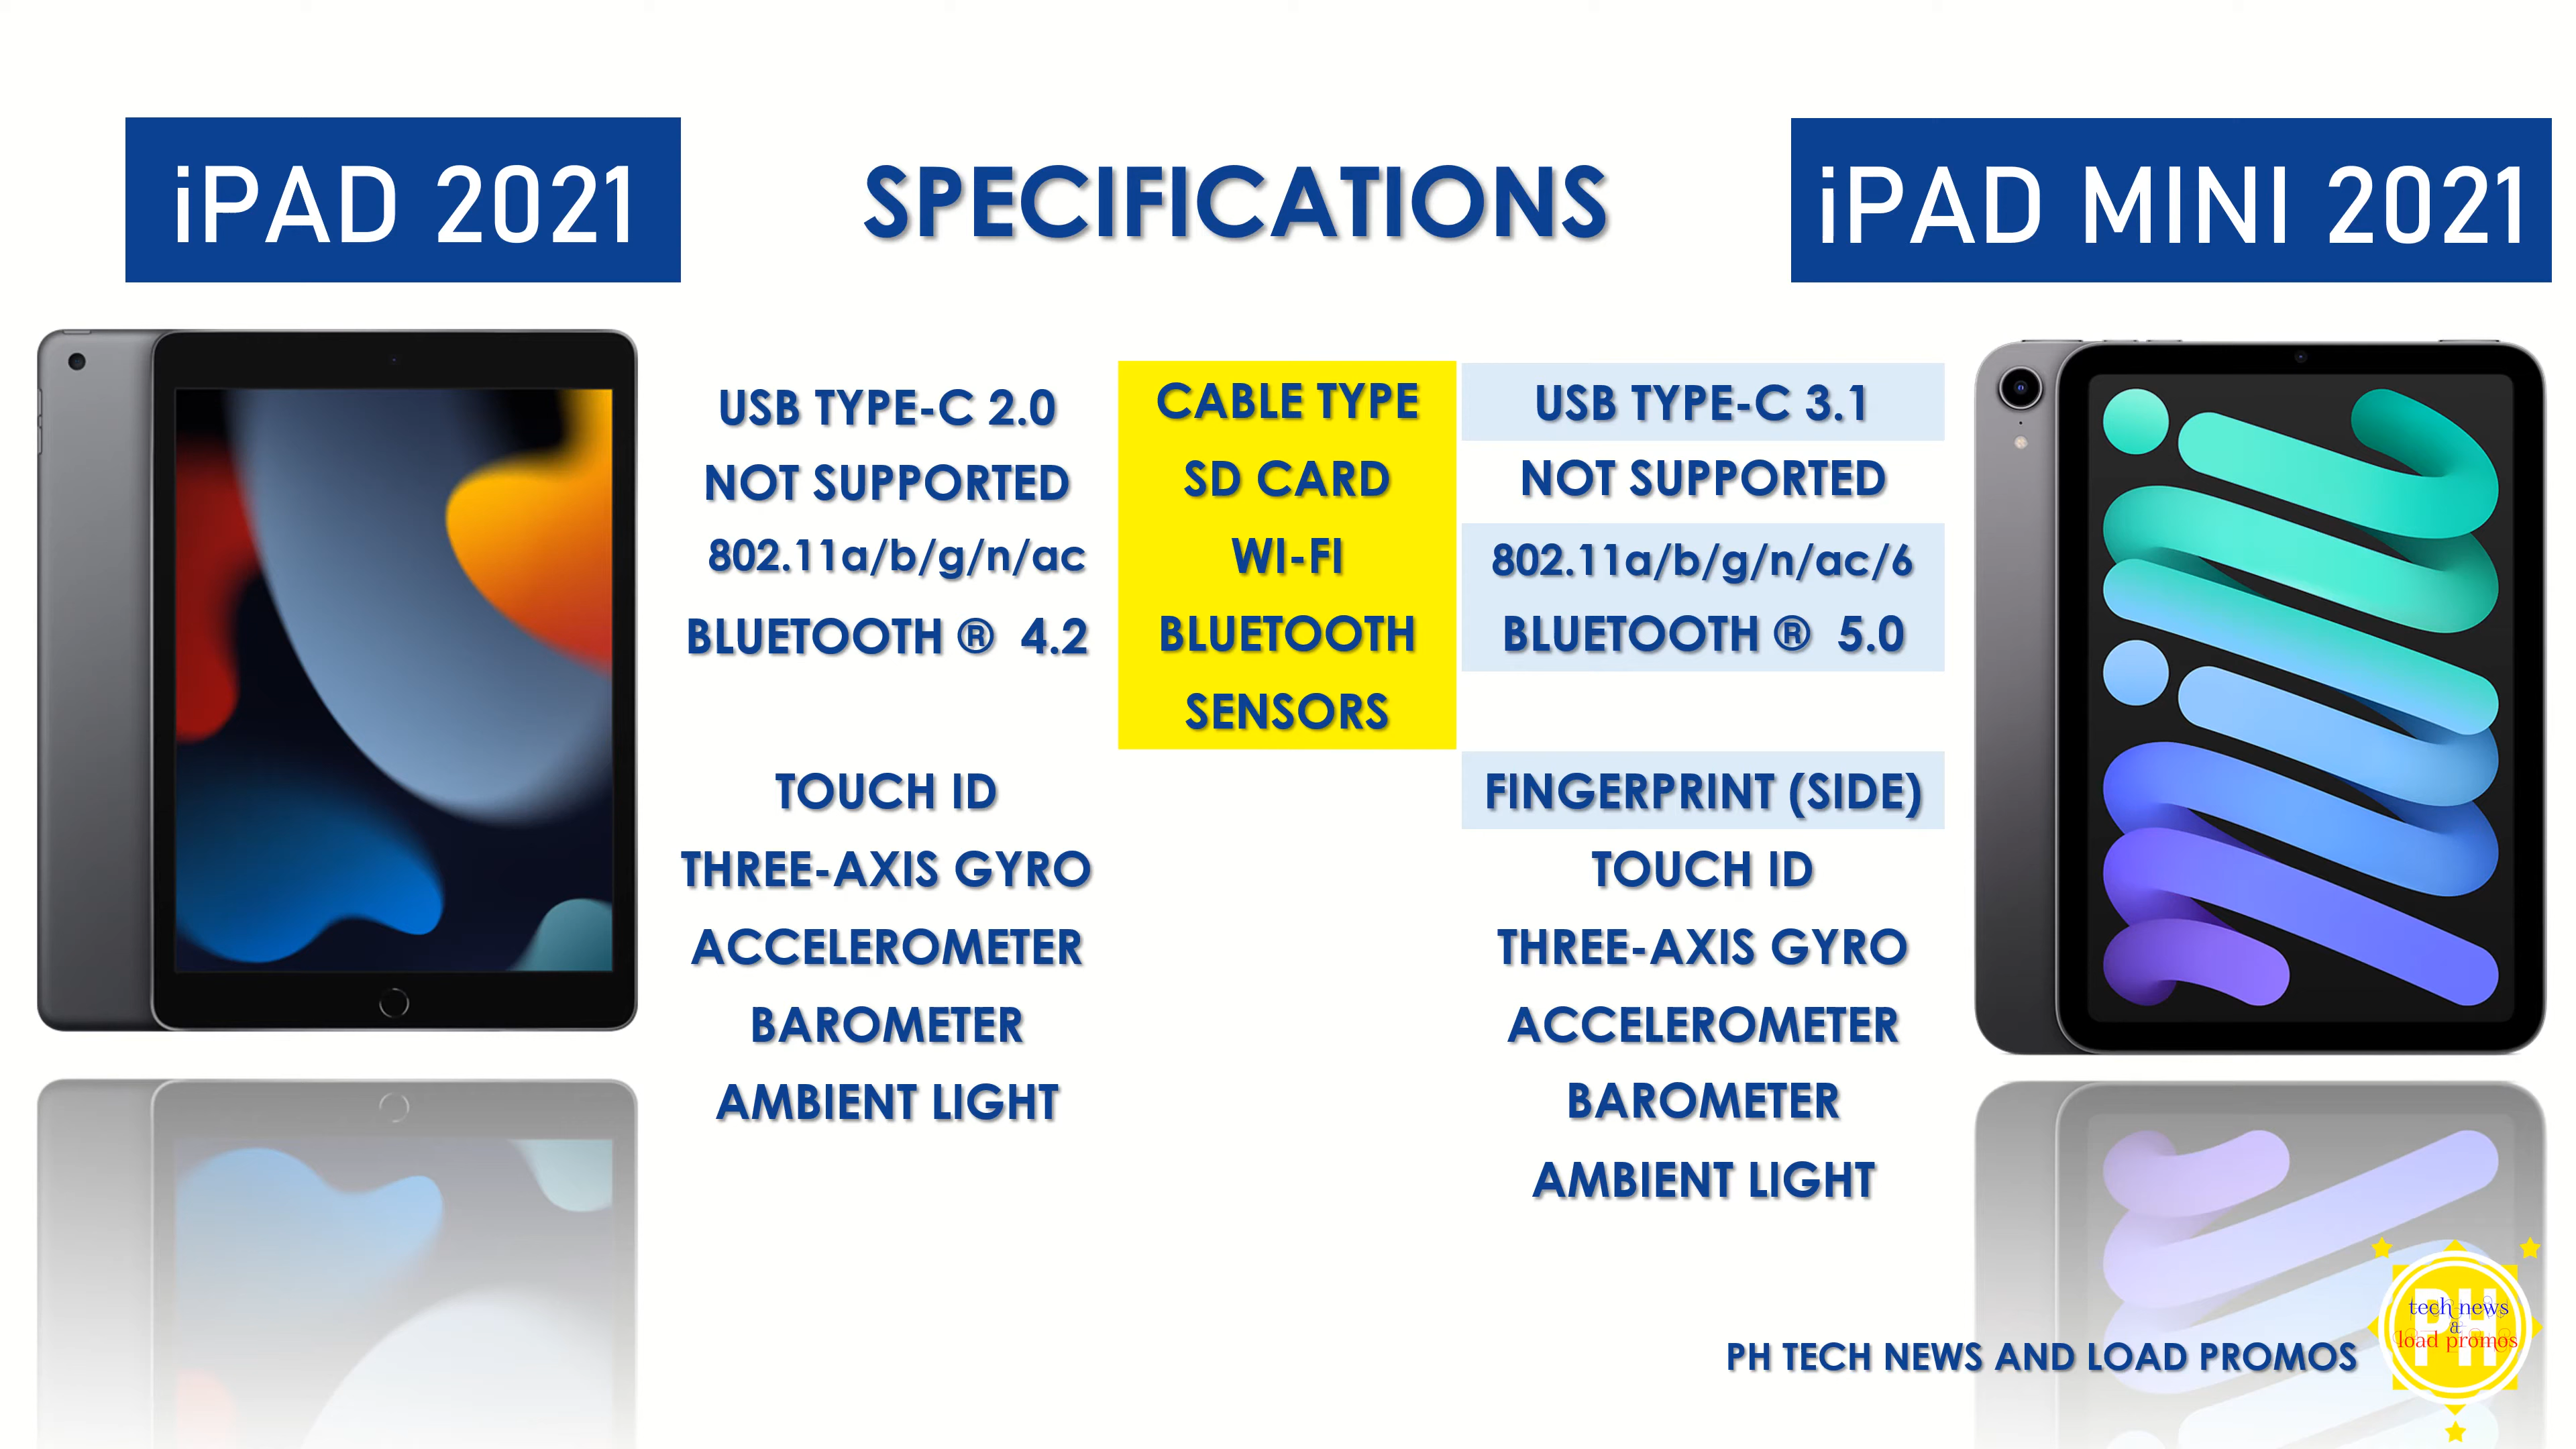 iPAD 2021
SPECIFICATIONS
iPAD MINI 2021
USB TYPE-C 2.0
CABLE TYPE
USB TYPE-C 3.1
NOT SUPPORTED
SD CARD
NOT SUPPORTED
802.11a/b/g/n/ac
WI-FI
802.11a/b/g/n/ac/6
BLUETOOTH ® 4.2
BLUETOOTH
BLUETOOTH ® 5.0
SENSORS
TOUCH ID
FINGERPRINT (SIDE)
THREE-AXIS GYRO
TOUCH ID
ACCELEROMETER
THREE-AXIS GYRO
BAROMETER
ACCELEROMETER
AMBIENT LIGHT
BAROMETER
AMBIENT LIGHT
PH TECH NEWS AND LOAD PROMOS
PH
tech news
&
load promos
PH